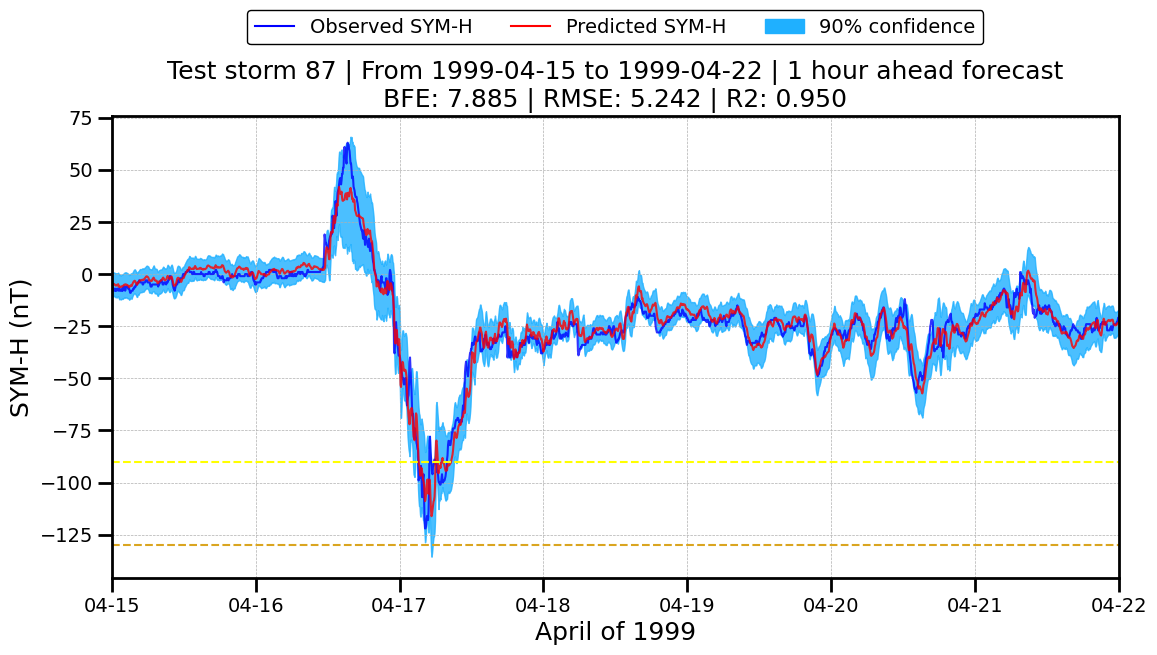 Observed SYM-H Predicted SYM-H 90% confidence
Test storm 87 | From 1999-04-15 to 1999-04-22 | 1 hour ahead forecast
BFE: 7.885 | RMSE: 5.242 | R2: 0.950
75
50
25
0
−25
−50
−75
−100
−125
SYM-H (nT)
04-15 04-16 04-17 04-18 04-19 04-20 04-21 04-22
April of 1999